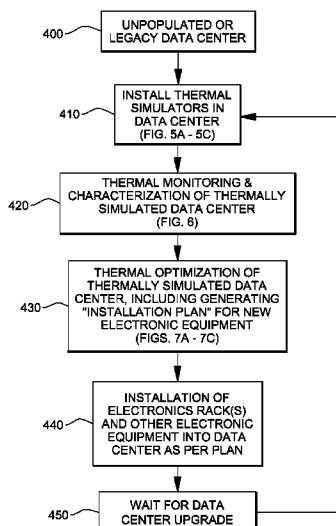 400
UNPOPULATED OR
LEGACY DATA CENTER
410
INSTALL THERMAL
SIMULATORS IN
DATA CENTER
(FIG. 5A - 5C)
420
THERMAL MONITORING &
CHARACTERIZATION OF THERMALLY
SIMULATED DATA CENTER
(FIG. 6)
430
THERMAL OPTIMIZATION OF
THERMALLY SIMULATED DATA
CENTER, INCLUDING GENERATING
"INSTALLATION PLAN" FOR NEW
ELECTRONIC EQUIPMENT
(FIGS. 7A - 7C)
440
INSTALLATION OF
ELECTRONICS RACK(S)
AND OTHER ELECTRONIC
EQUIPMENT INTO DATA
CENTER AS PER PLAN
450
WAIT FOR DATA
CENTER UPGRADE